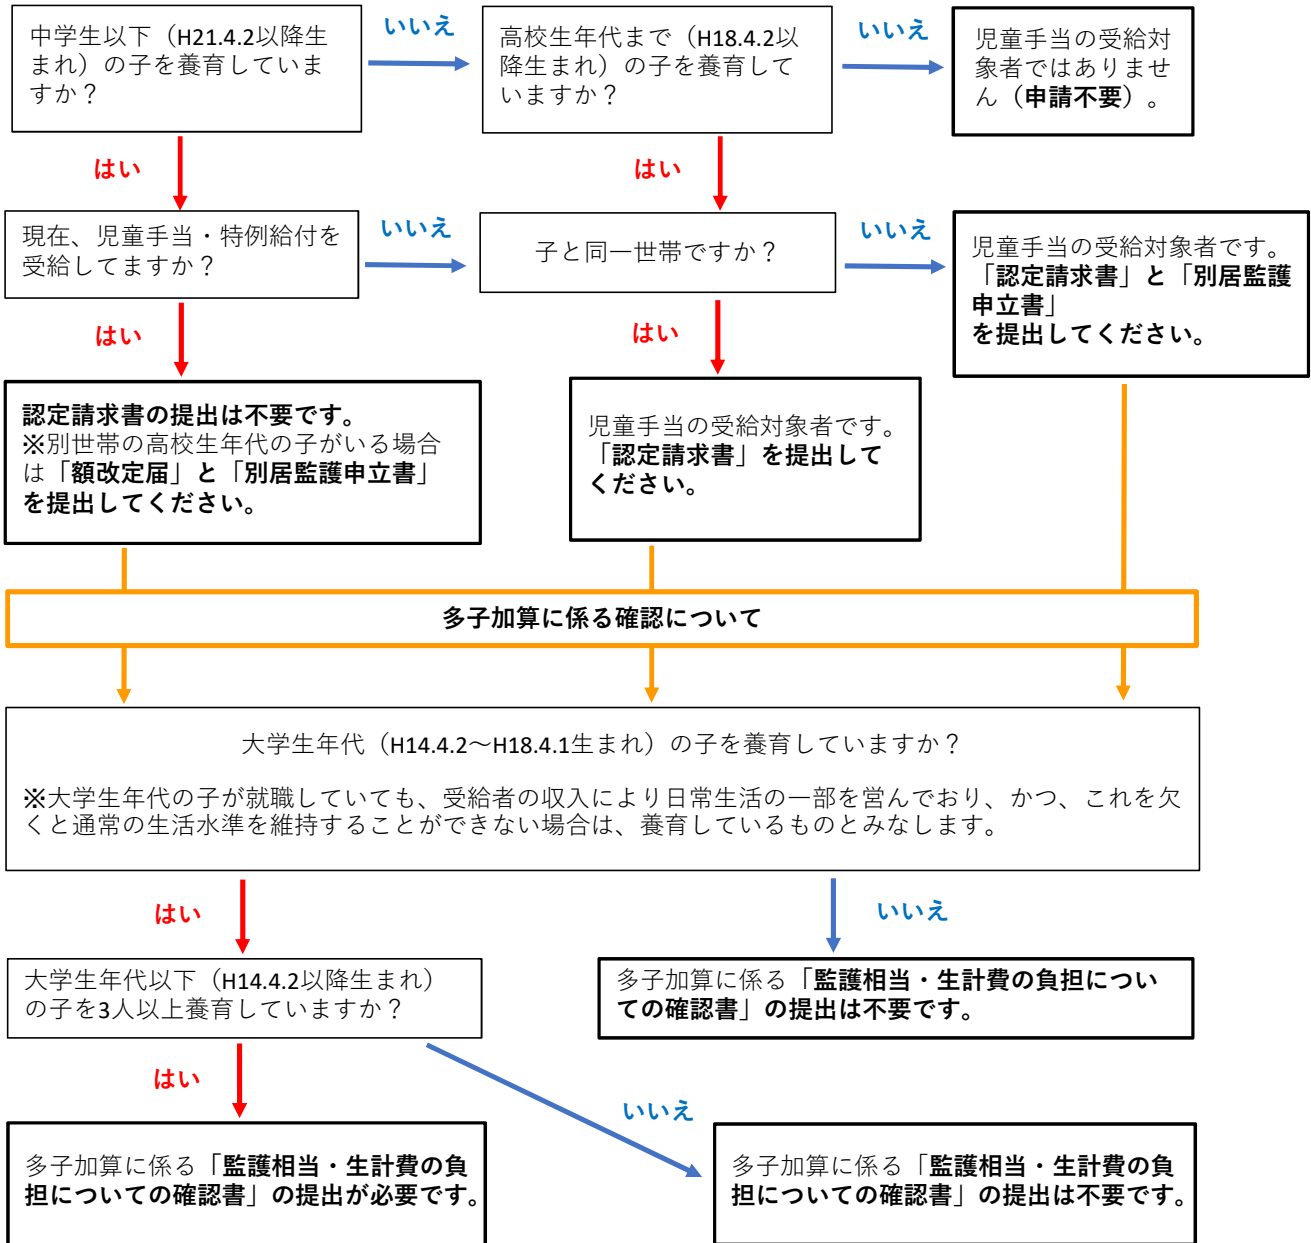 中学生以下（H21.4.2以降生
まれ）の子を養育していま
すか？
いいえ
高校生年代まで（H18.4.2以
降生まれ）の子を養育して
いますか？
いいえ
児童手当の受給対
象者ではありませ
ん（申請不要）。
はい
はい
現在、児童手当・特例給付を
受給してますか？
いいえ
子と同一世帯ですか？
いいえ
児童手当の受給対象者です。
「認定請求書」と「別居監護
申立書」
を提出してください。
はい
はい
認定請求書の提出は不要です。
※別世帯の高校生年代の子がいる場合
は「額改定届」と「別居監護申立書」
を提出してください。
児童手当の受給対象者です。
「認定請求書」を提出して
ください。
多子加算に係る確認について
大学生年代（H14.4.2～H18.4.1生まれ）の子を養育していますか？
※大学生年代の子が就職していても、受給者の収入により日常生活の一部を営んでおり、かつ、これを欠
くと通常の生活水準を維持することができない場合は、養育しているものとみなします。
はい
いいえ
大学生年代以下（H14.4.2以降生まれ）
の子を3人以上養育していますか？
多子加算に係る「監護相当・生計費の負担につい
ての確認書」の提出は不要です。
はい
いいえ
多子加算に係る「監護相当・生計費の負
担についての確認書」の提出が必要です。
多子加算に係る「監護相当・生計費の負
担についての確認書」の提出は不要です。